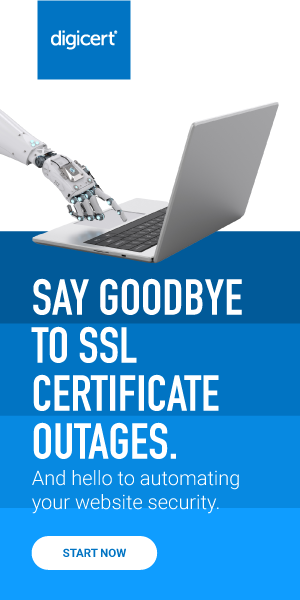 digicert®
SAY GOODBYE
TO SSL
CERTIFICATE
OUTAGES.
And hello to automating
your website security.
START NOW